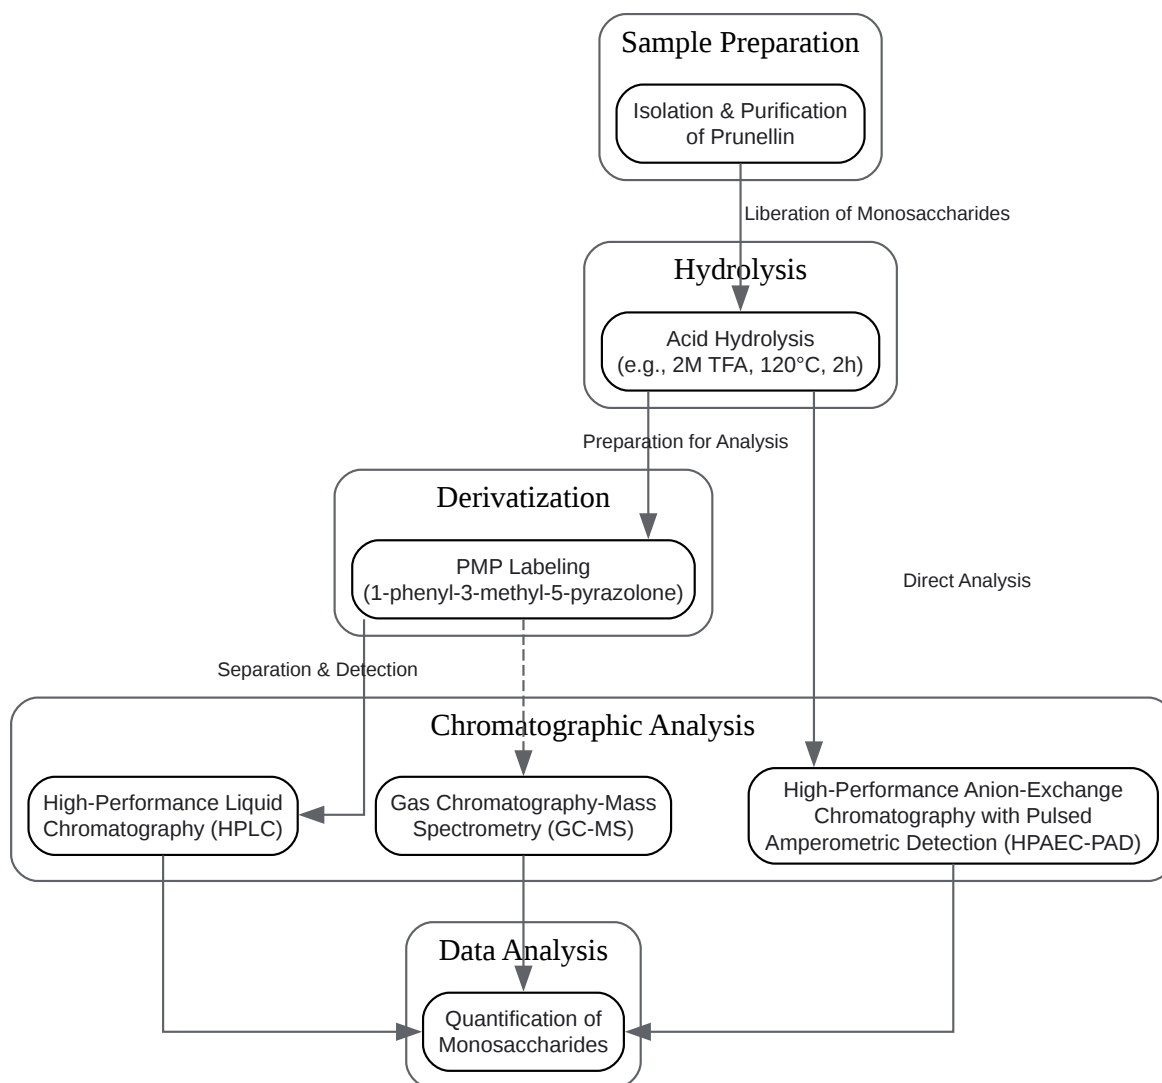 Sample Preparation
Isolation & Purification
of Prunellin
Liberation of Monosaccharides
Hydrolysis
Acid Hydrolysis
(e.g., 2M TFA, 120°C, 2h)
Preparation for Analysis
Derivatization
PMP Labeling
(1-phenyl-3-methyl-5-pyrazolone)
Direct Analysis
Separation & Detection
Chromatographic Analysis
High-Performance Liquid
Chromatography (HPLC)
Gas Chromatography-Mass
Spectrometry (GC-MS)
High-Performance Anion-Exchange
Chromatography with Pulsed
Amperometric Detection (HPAEC-PAD)
Data Analysis
Quantification of
Monosaccharides